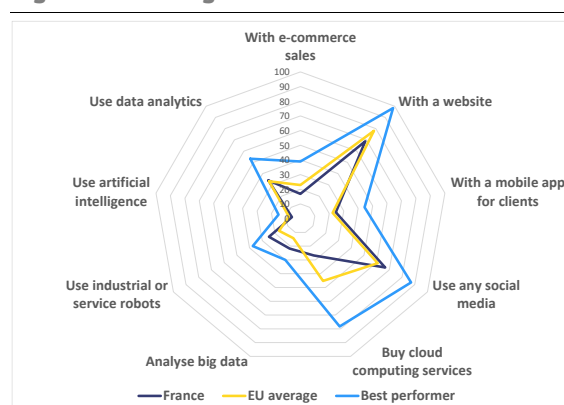 With e-commerce
sales
100
90
80
70
60
50
40
30
20
10
0
With a website
With a mobile app
for clients
Use any social
media
Buy cloud
computing services
Analyse big data
Use industrial or
service robots
Use artificial
intelligence
Use data analytics
France
EU average
Best performer